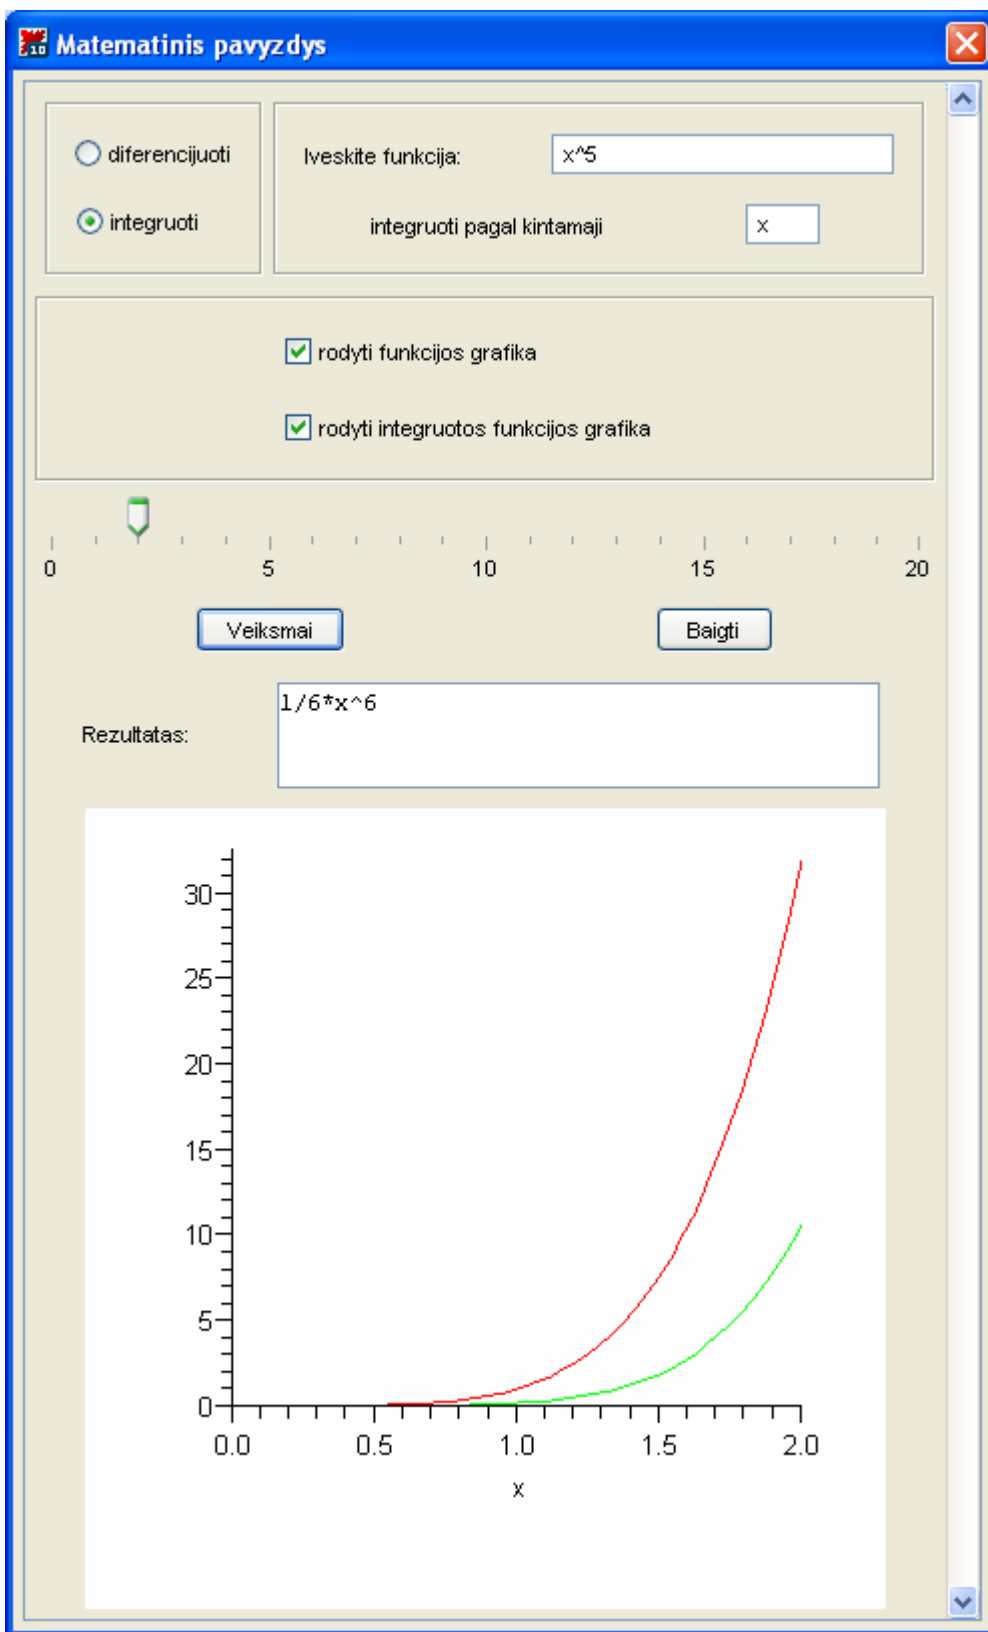 Matematinis pavyzdys
diferencijuoti
Iveskite funkcija:
x^5
integruoti
integruoti pagal kintamaji
x
rodyti funkcijos grafika
rodyti integruotos funkcijos grafika
0 5 10 15 20
Veiksmai
Baigti
Rezultatas:
1/6*x^6
30
25
20
15
10
5
0
0.0 0.5 1.0 1.5 2.0
x